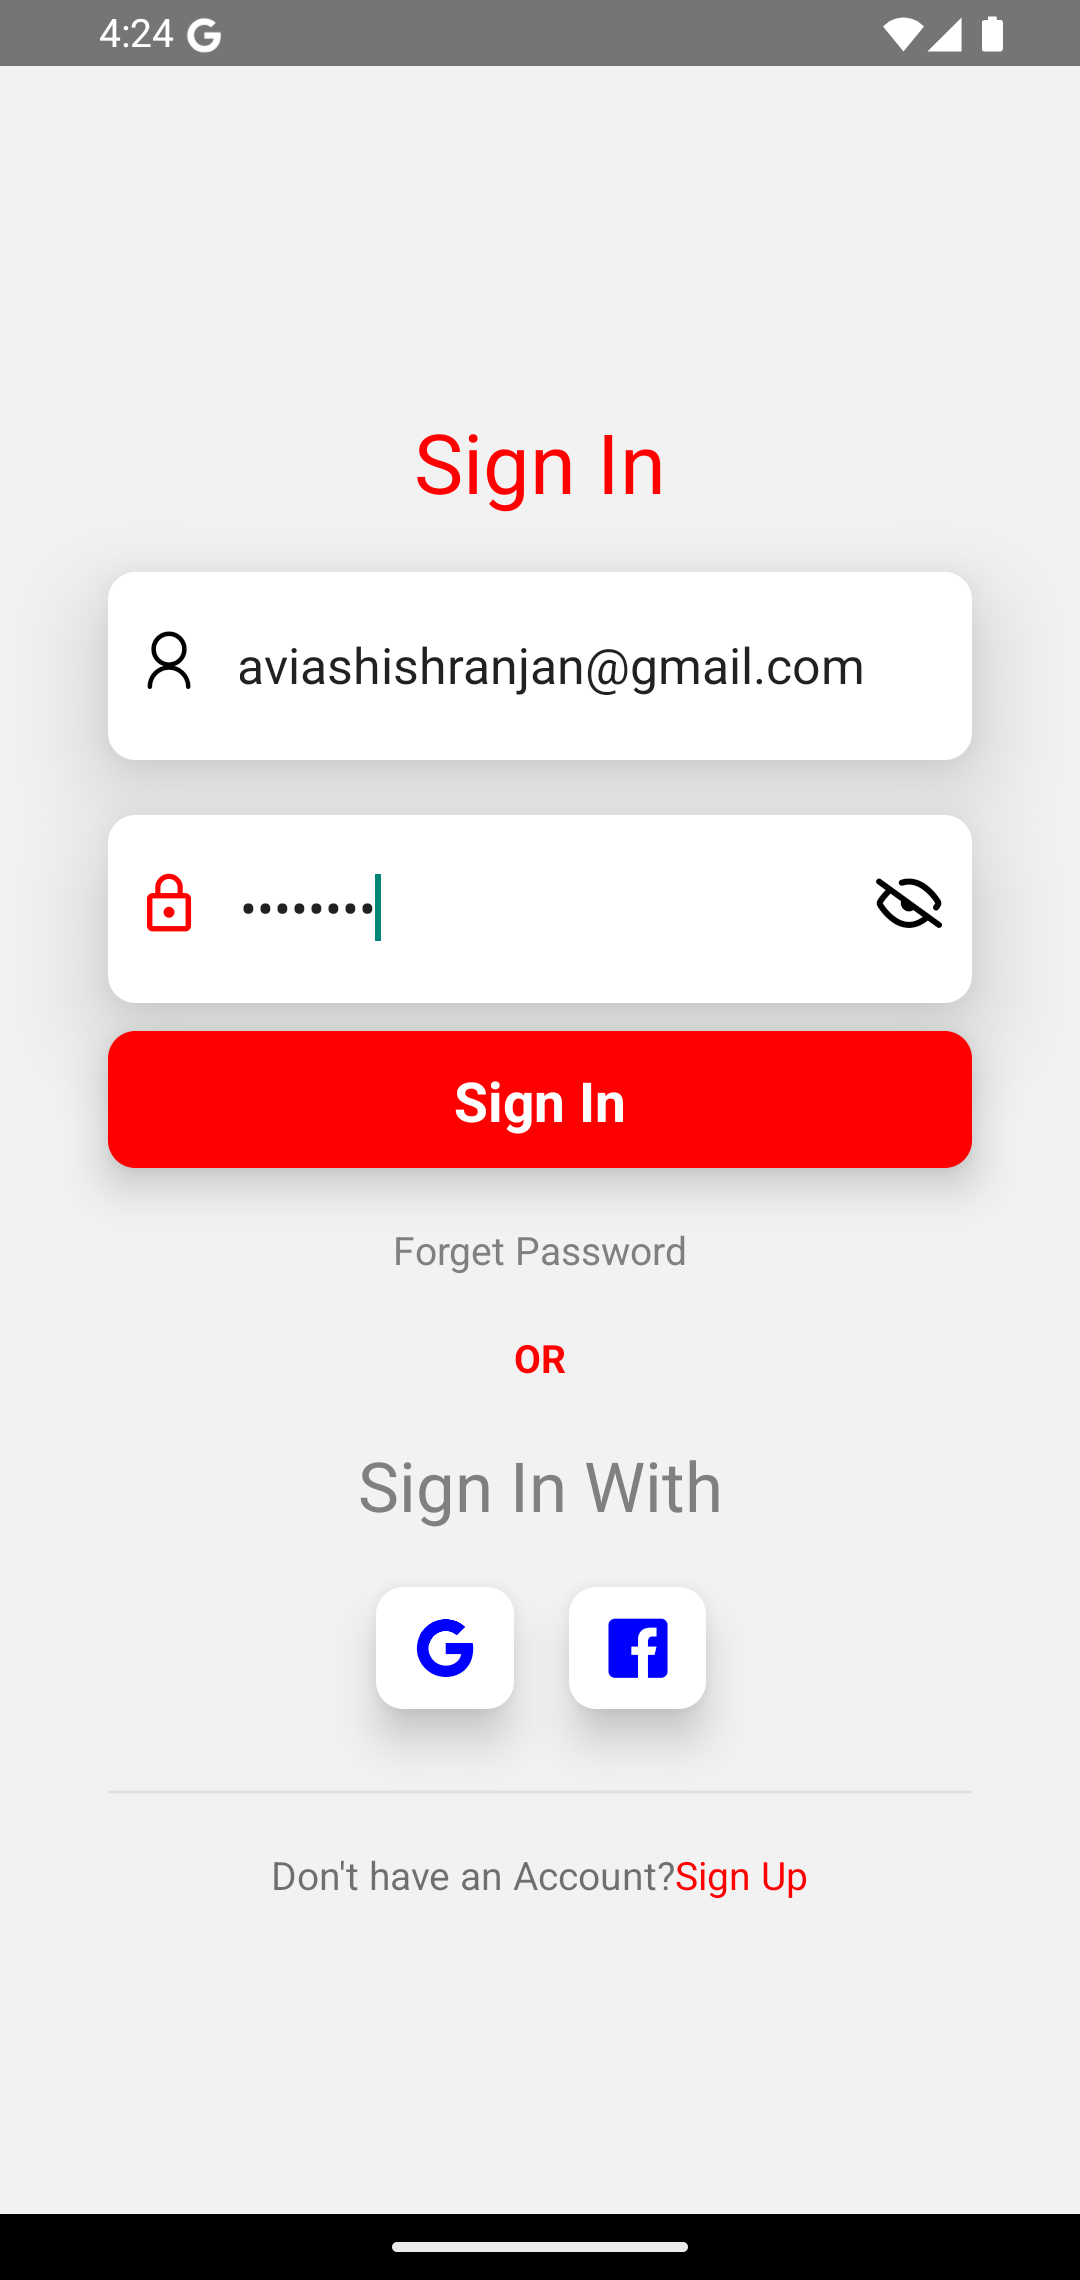 4:24
Sign In
aviashishranjan@gmail.com
••••••••
Sign In
Forget Password
OR
Sign In With
Don't have an Account?Sign Up